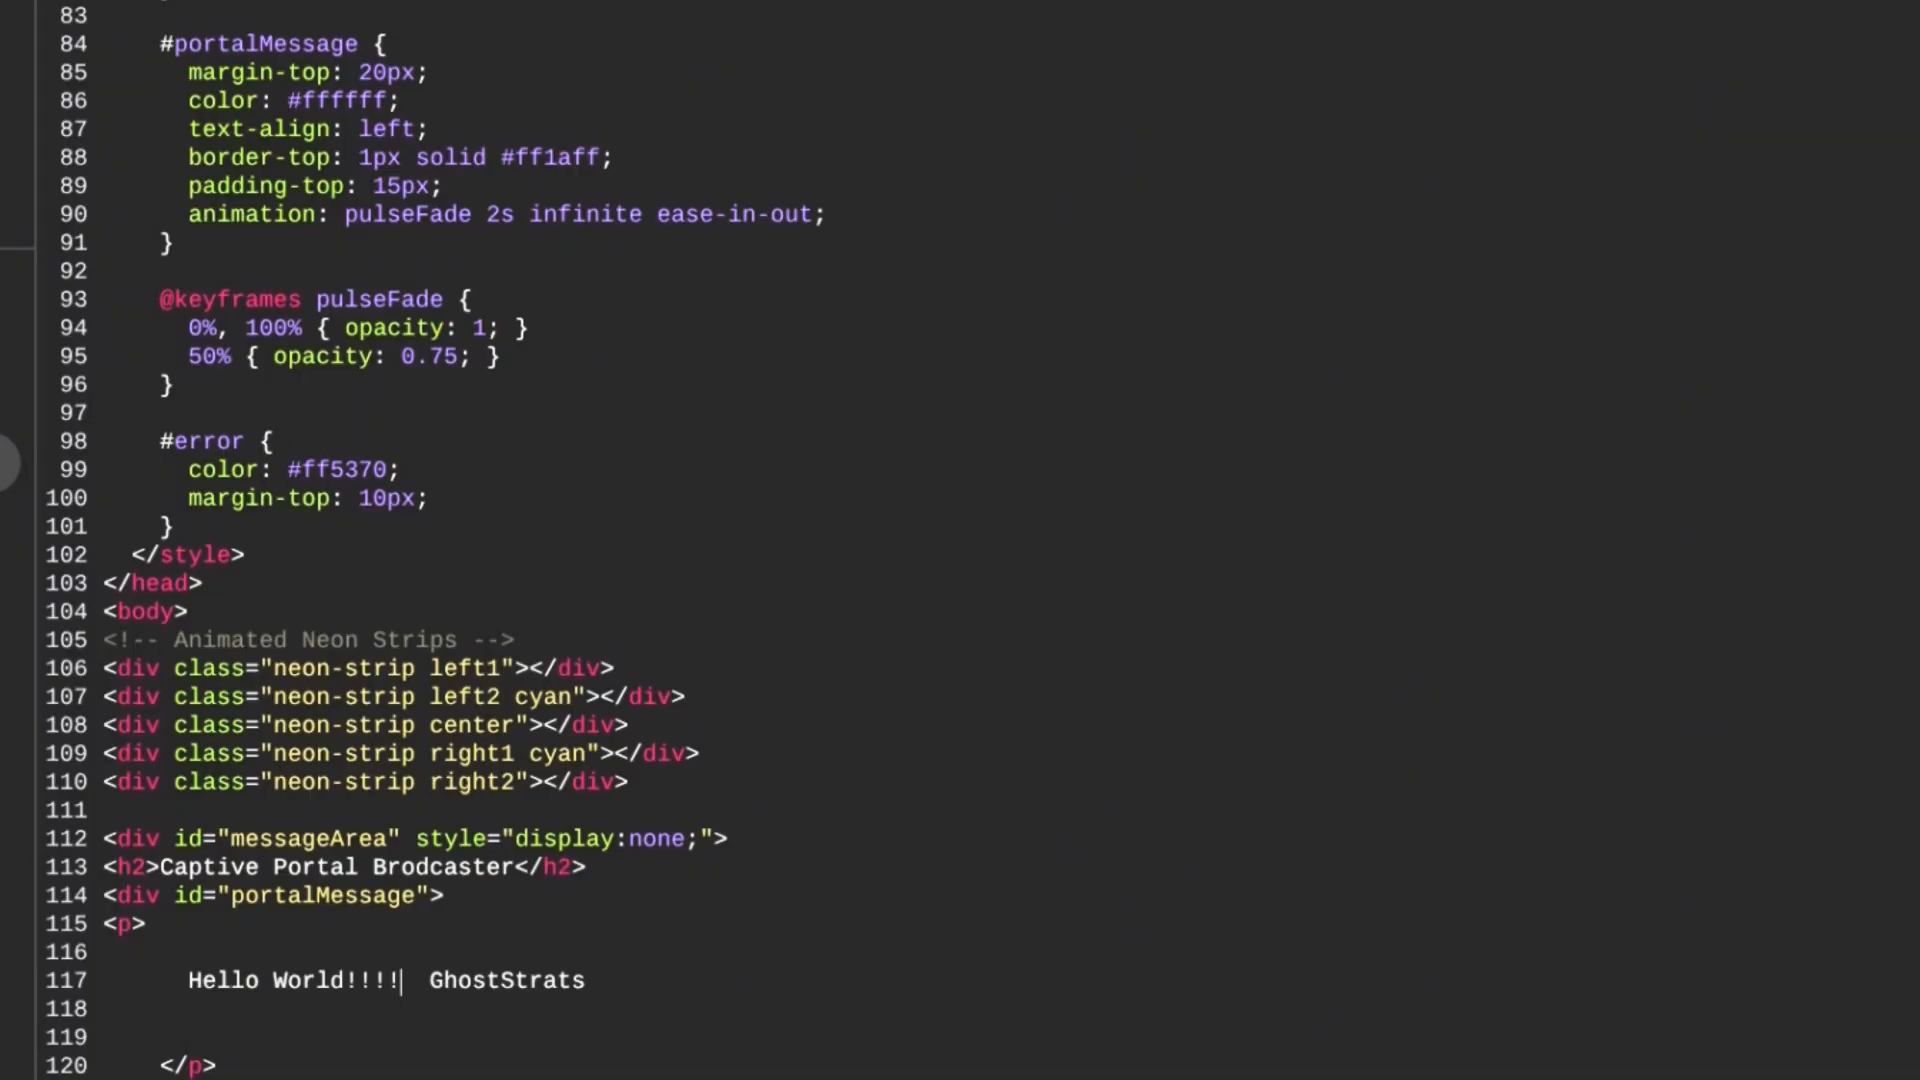 83
84 #portalMessage {
85 margin-top: 20px;
86 color: #ffffff;
87 text-align: left;
88 border-top: 1px solid #ff1aff;
89 padding-top: 15px;
90 animation: pulseFade 2s infinite ease-in-out;
91 }
92
93 @keyframes pulseFade {
94 0%, 100% { opacity: 1; }
95 50% { opacity: 0.75; }
96 }
97
98 #error {
99 color: #ff5370;
100 margin-top: 10px;
101 }
102 </style>
103 </head>
104 <body>
105 <!-- Animated Neon Strips -->
106 <div class="neon-strip left1"></div>
107 <div class="neon-strip left2 cyan"></div>
108 <div class="neon-strip center"></div>
109 <div class="neon-strip right1 cyan"></div>
110 <div class="neon-strip right2"></div>
111
112 <div id="messageArea" style="display:none;">
113 <h2>Captive Portal Brodcaster</h2>
114 <div id="portalMessage">
115 <p>
116
117 Hello World!!!! GhostStrats
118
119
120 </p>